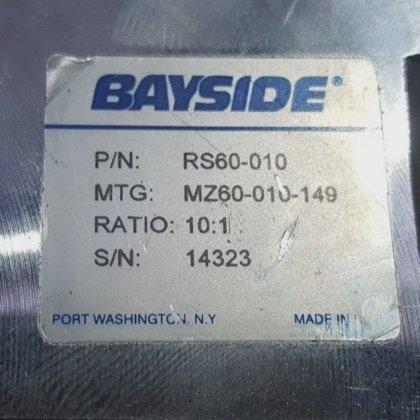 BAYSIDE®
P/N: RS60-010
MTG: MZ60-010-149
RATIO: 10:1
S/N: 14323
PORT WASHINGTON, N.Y MADE IN